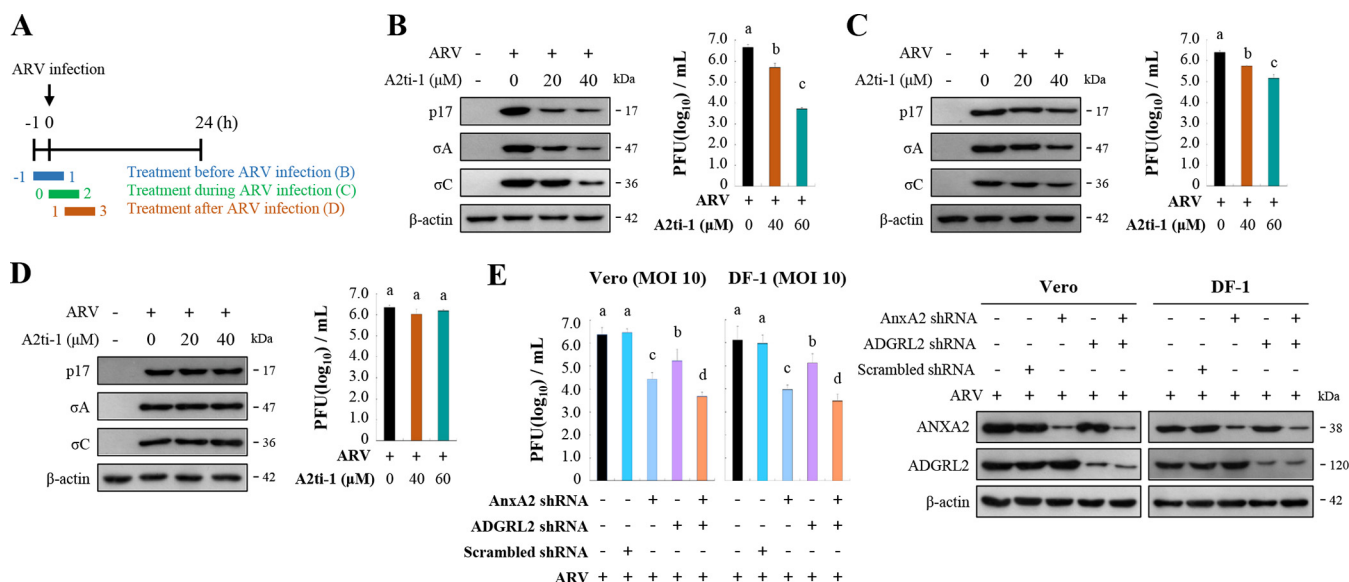 A
ARV infection
-1 0 24 (h)
-1 1 Treatment before ARV infection (B)
0 2 Treatment during ARV infection (C)
1 3 Treatment after ARV infection (D)
B
ARV - + + +
A2ti-1 (μM) - 0 20 40 kDa
p17 - 17
σA - 47
σC - 36
β-actin - 42
PFU(log10) / mL
7.0
6.0
5.0
4.0
3.0
2.0
1.0
0
a b c
ARV + + +
A2ti-1 (μM) 0 40 60
C
ARV - + + +
A2ti-1 (μM) - 0 20 40 kDa
p17 - 17
σA - 47
σC - 36
β-actin - 42
PFU(log10) / mL
7.0
6.0
5.0
4.0
3.0
2.0
1.0
0
a b c
ARV + + +
A2ti-1 (μM) 0 40 60
D
ARV - + + +
A2ti-1 (μM) - 0 20 40 kDa
p17 - 17
σA - 47
σC - 36
β-actin - 42
PFU(log10) / mL
7.0
6.0
5.0
4.0
3.0
2.0
1.0
0
a a a
ARV + + +
A2ti-1 (μM) 0 40 60
E
Vero (MOI 10) DF-1 (MOI 10)
PFU(log10) / mL
7.0
6.0
5.0
4.0
3.0
2.0
1.0
0
a a c b d a a c b d
AnxA2 shRNA - - + - + - - + - +
ADGRL2 shRNA - - - + + - - - + +
Scrambled shRNA - + - - - - + - - -
ARV + + + + + + + + + +
Vero DF-1
AnxA2 shRNA - - + - + - - + - +
ADGRL2 shRNA - - - + + - - - + +
Scrambled shRNA - + - - - - + - - -
ARV + + + + + + + + + + kDa
ANXA2 - 38
ADGRL2 - 120
β-actin - 42